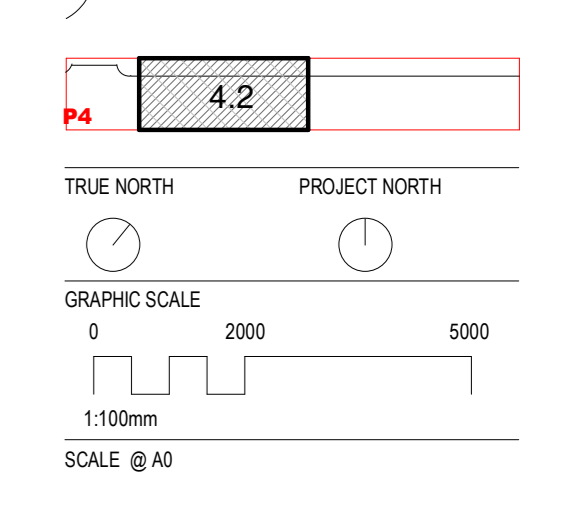 4.2
P4
TRUE NORTH PROJECT NORTH
GRAPHIC SCALE
0 2000 5000
1:100mm
SCALE @ A0